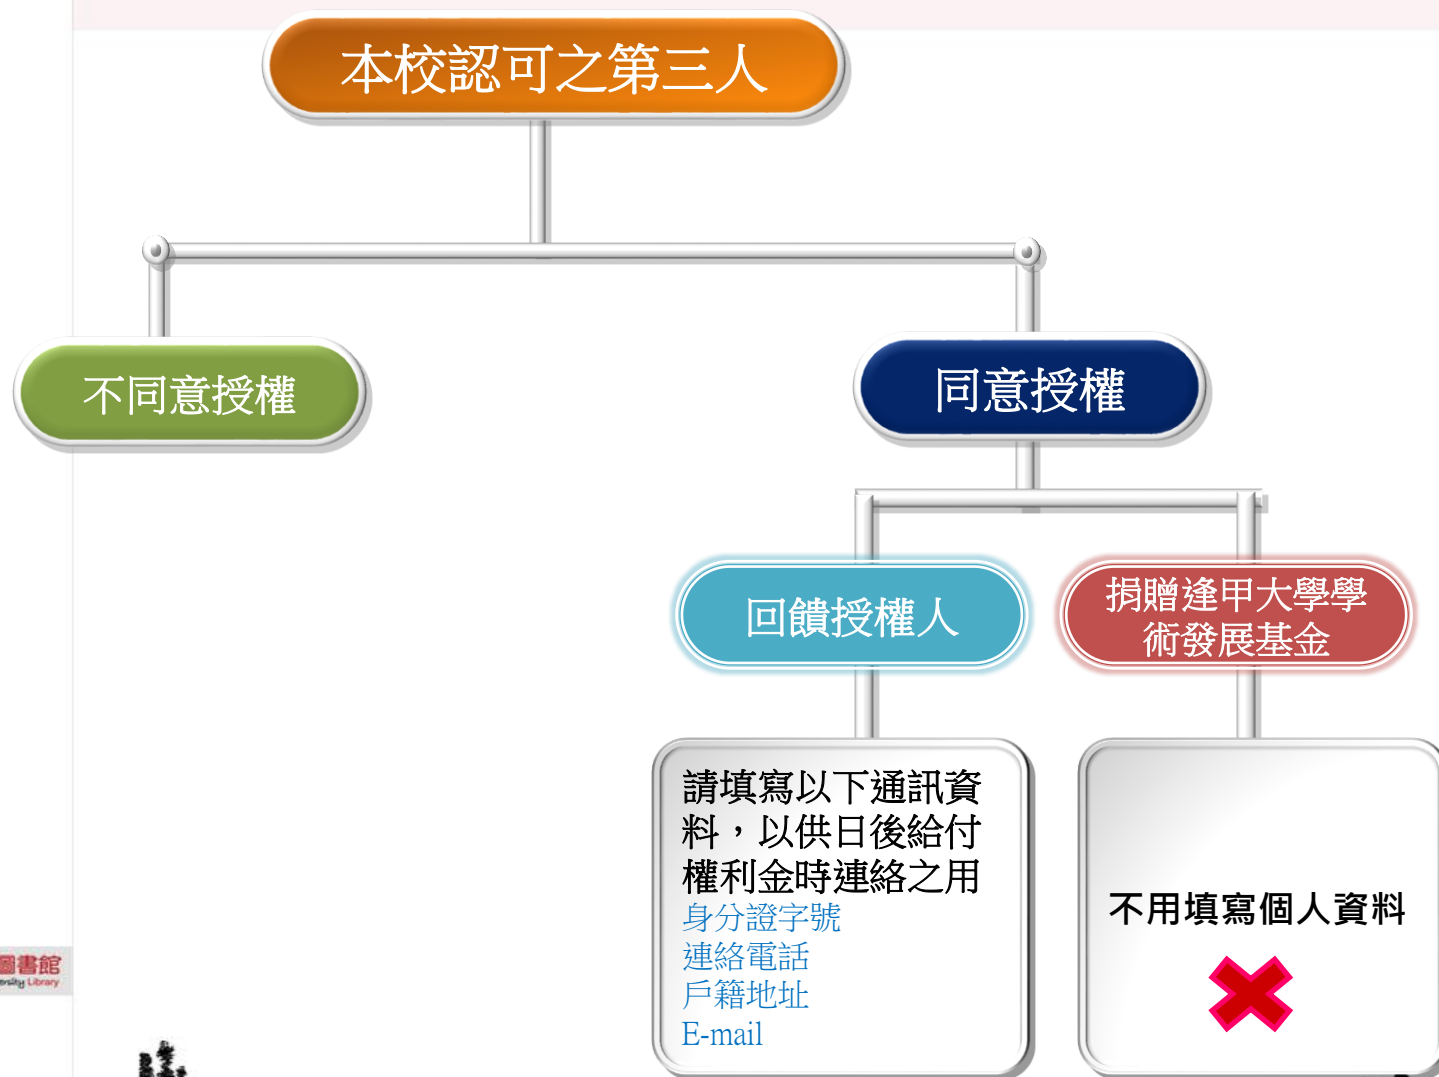 本校認可之第三人
不同意授權
同意授權
回饋授權人
捐贈逢甲大學學
術發展基金
請填寫以下通訊資
料，以供日後給付
權利金時連絡之用
身分證字號
連絡電話
戶籍地址
E-mail
不用填寫個人資料
圖書館
Library